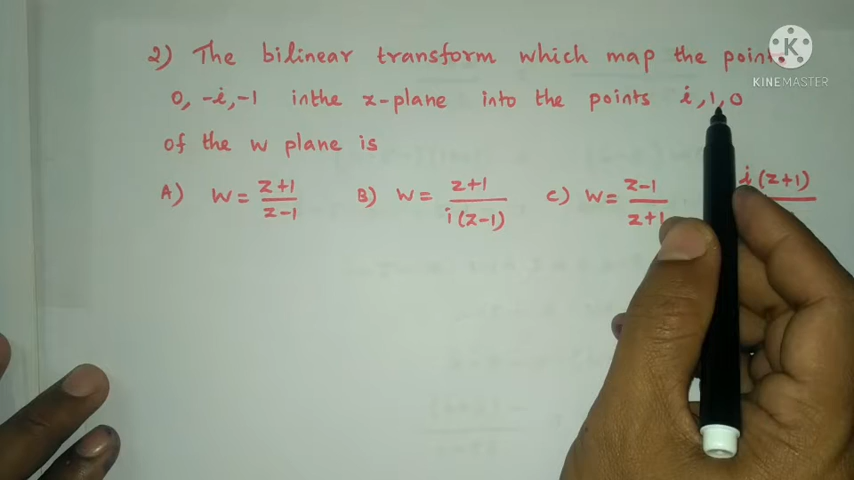 K
KINEMASTER
2) The bilinear transform which map the point
0, -i, -1 inthe z-plane into the points i, 1, 0
of the w plane is
A) W = z+1 / z-1 B) W = z+1 / i(z-1) C) W = z-1 / z+1 i(z+1)